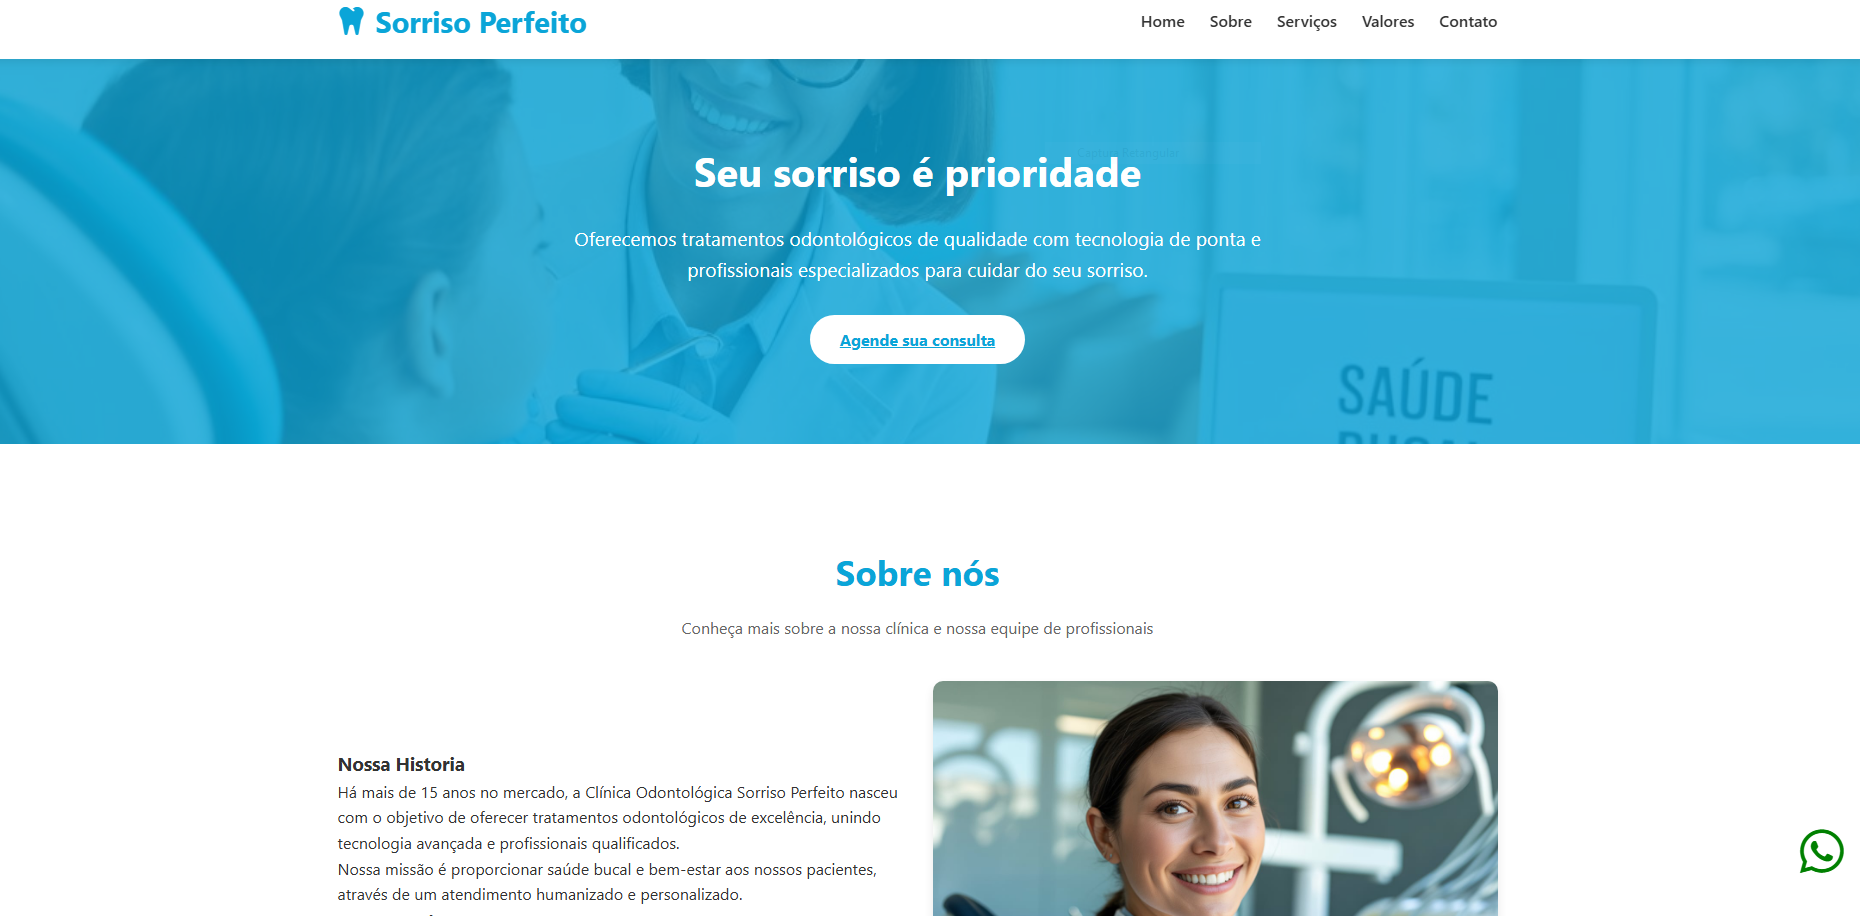 Sorriso Perfeito
Home Sobre Serviços Valores Contato
Seu sorriso é prioridade
Oferecemos tratamentos odontológicos de qualidade com tecnologia de ponta e
profissionais especializados para cuidar do seu sorriso.
Agende sua consulta
SAÚDE
Sobre nós
Conheça mais sobre a nossa clínica e nossa equipe de profissionais
Nossa Historia
Há mais de 15 anos no mercado, a Clínica Odontológica Sorriso Perfeito nasceu
com o objetivo de oferecer tratamentos odontológicos de excelência, unindo
tecnologia avançada e profissionais qualificados.
Nossa missão é proporcionar saúde bucal e bem-estar aos nossos pacientes,
através de um atendimento humanizado e personalizado.